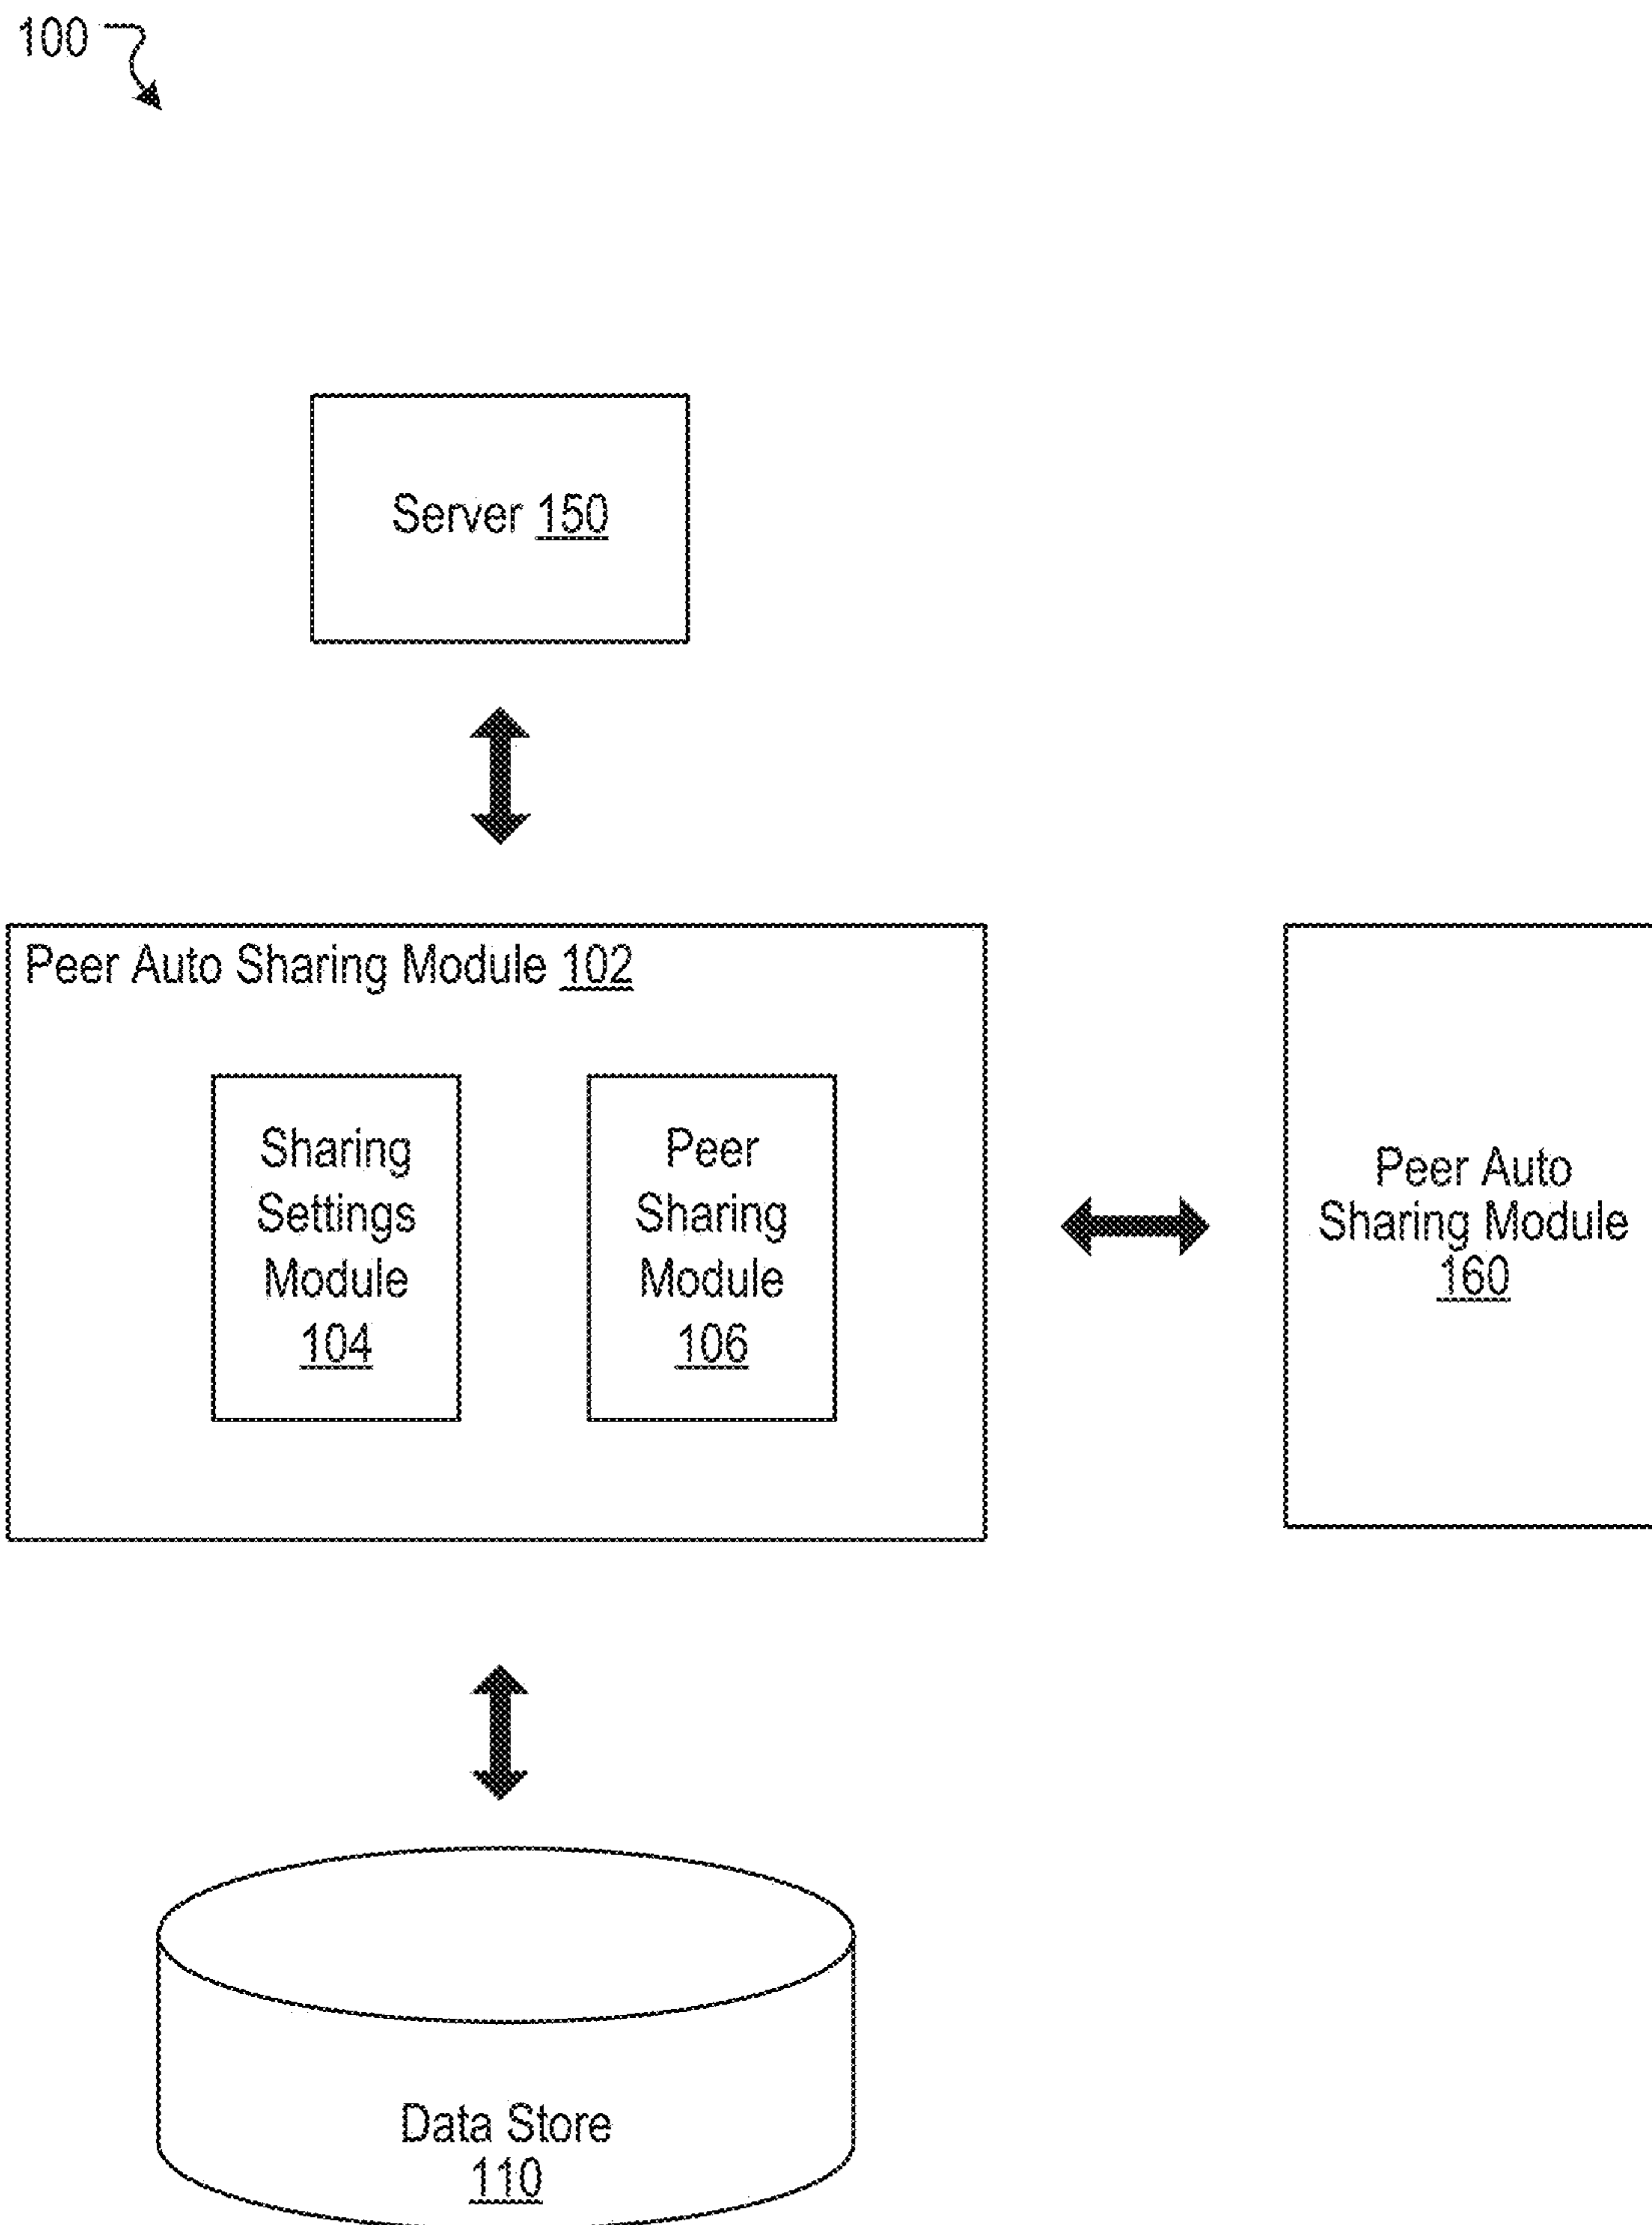 100
Server 150
Peer Auto Sharing Module 102
Sharing
Settings
Module
104
Peer
Sharing
Module
106
Peer Auto
Sharing Module
160
Data Store
110